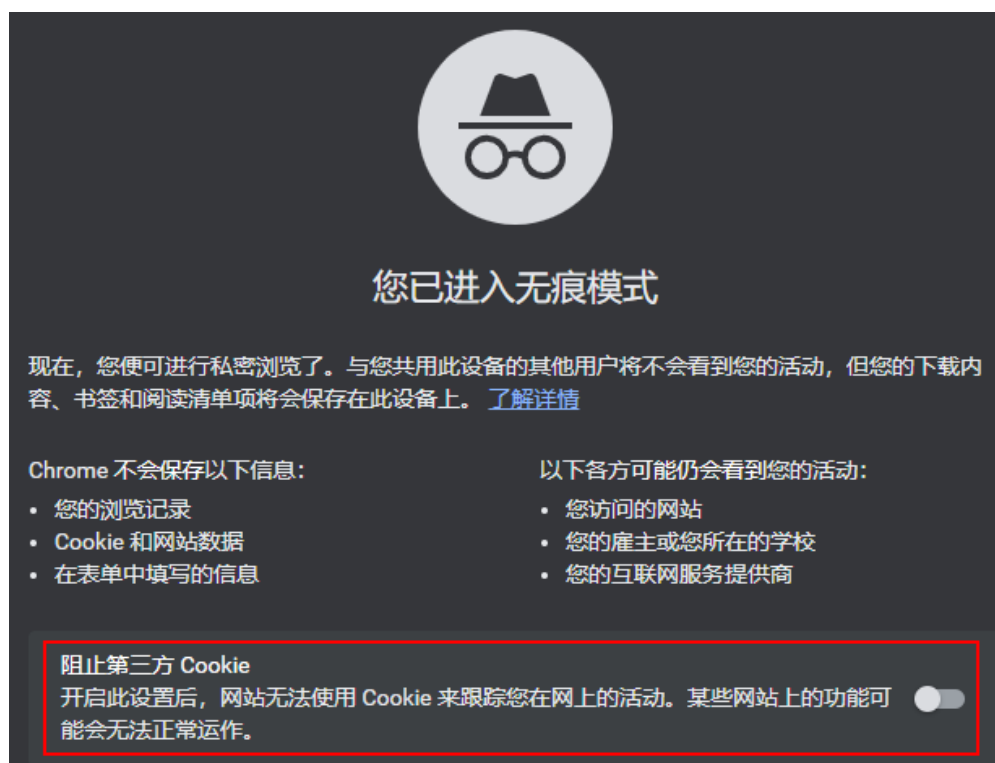 您已进入无痕模式
现在，您便可进行私密浏览了。与您共用此设备的其他用户将不会看到您的活动，但您的下载内
容、书签和阅读清单项将会保存在此设备上。 了解详情
Chrome 不会保存以下信息：
• 您的浏览记录
• Cookie 和网站数据
• 在表单中填写的信息
以下各方可能仍会看到您的活动：
• 您访问的网站
• 您的雇主或您所在的学校
• 您的互联网服务提供商
阻止第三方 Cookie
开启此设置后，网站无法使用 Cookie 来跟踪您在网上的活动。某些网站上的功能可
能会无法正常运作。